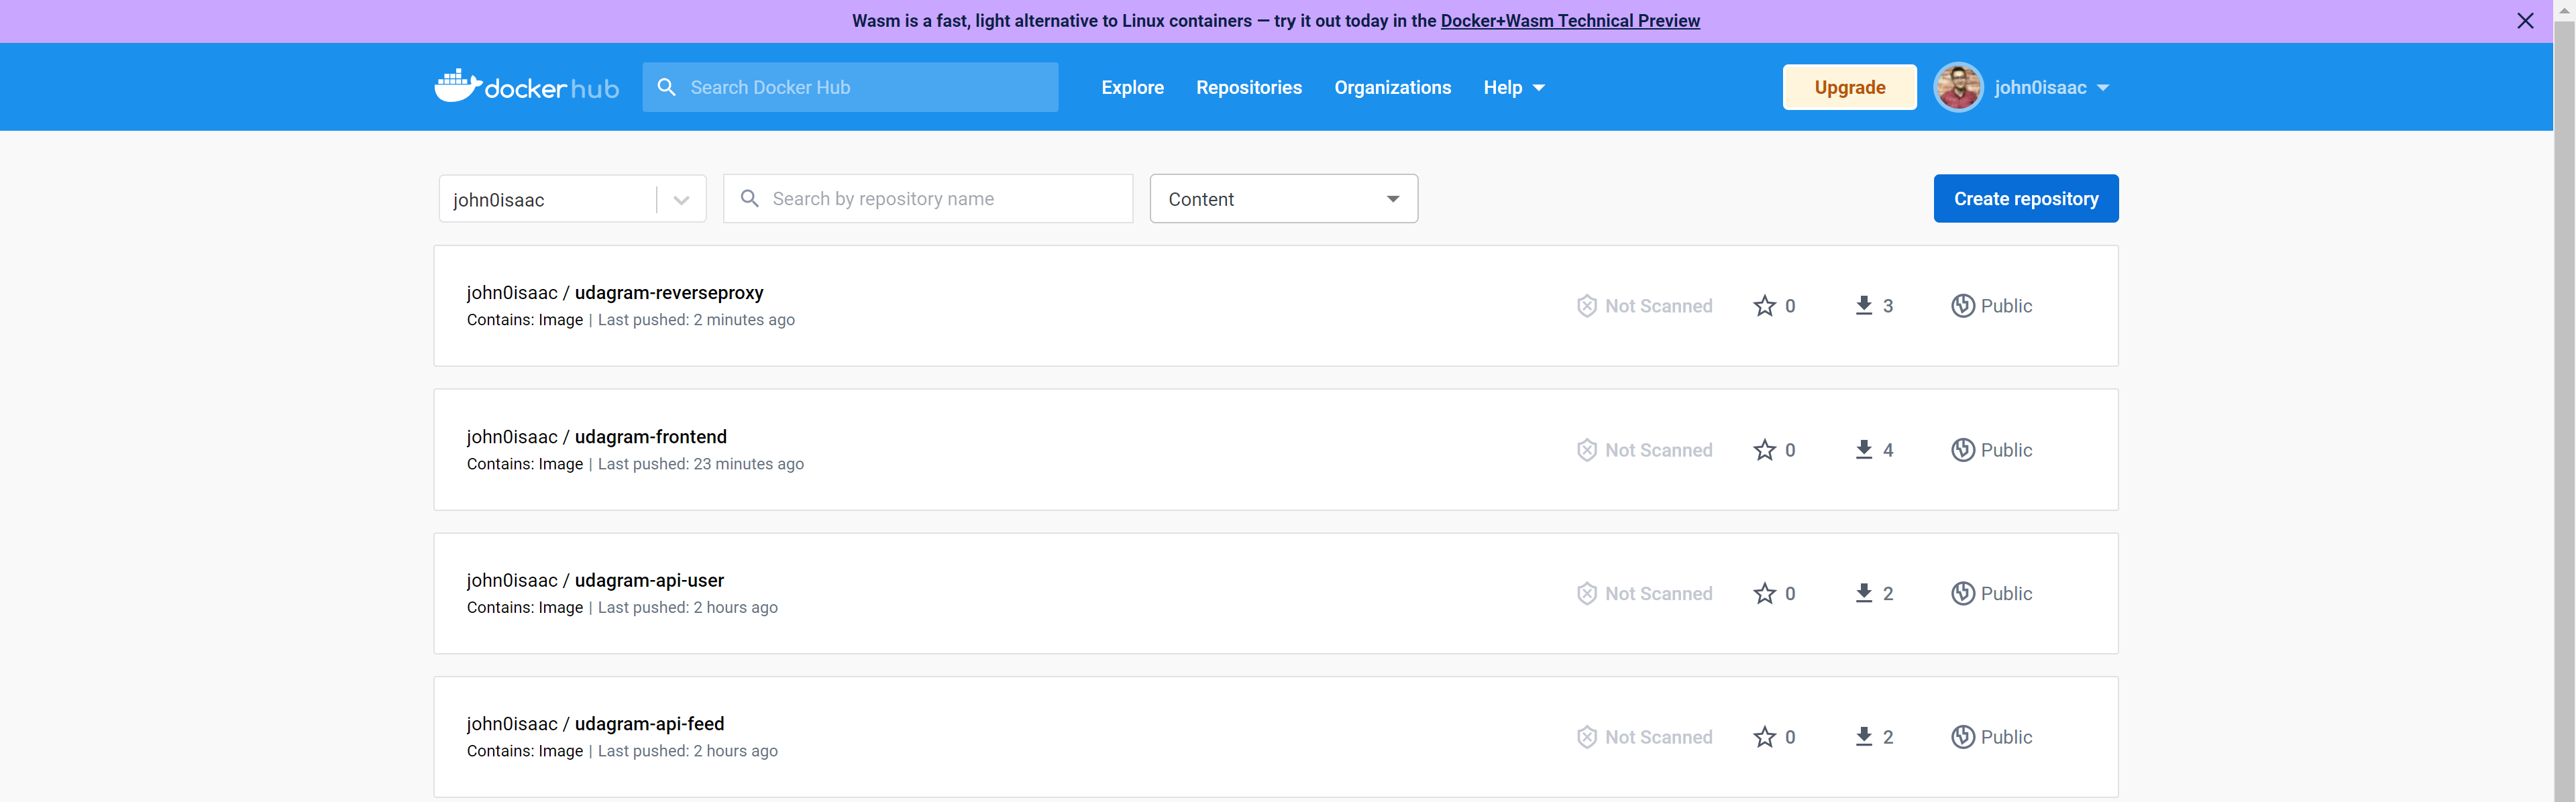 Wasm is a fast, light alternative to Linux containers — try it out today in the Docker+Wasm Technical Preview
dockerhub Search Docker Hub Explore Repositories Organizations Help Upgrade john0isaac
john0isaac Search by repository name Content Create repository
john0isaac / udagram-reverseproxy
Contains: Image | Last pushed: 2 minutes ago
Not Scanned 0 3 Public
john0isaac / udagram-frontend
Contains: Image | Last pushed: 23 minutes ago
Not Scanned 0 4 Public
john0isaac / udagram-api-user
Contains: Image | Last pushed: 2 hours ago
Not Scanned 0 2 Public
john0isaac / udagram-api-feed
Contains: Image | Last pushed: 2 hours ago
Not Scanned 0 2 Public